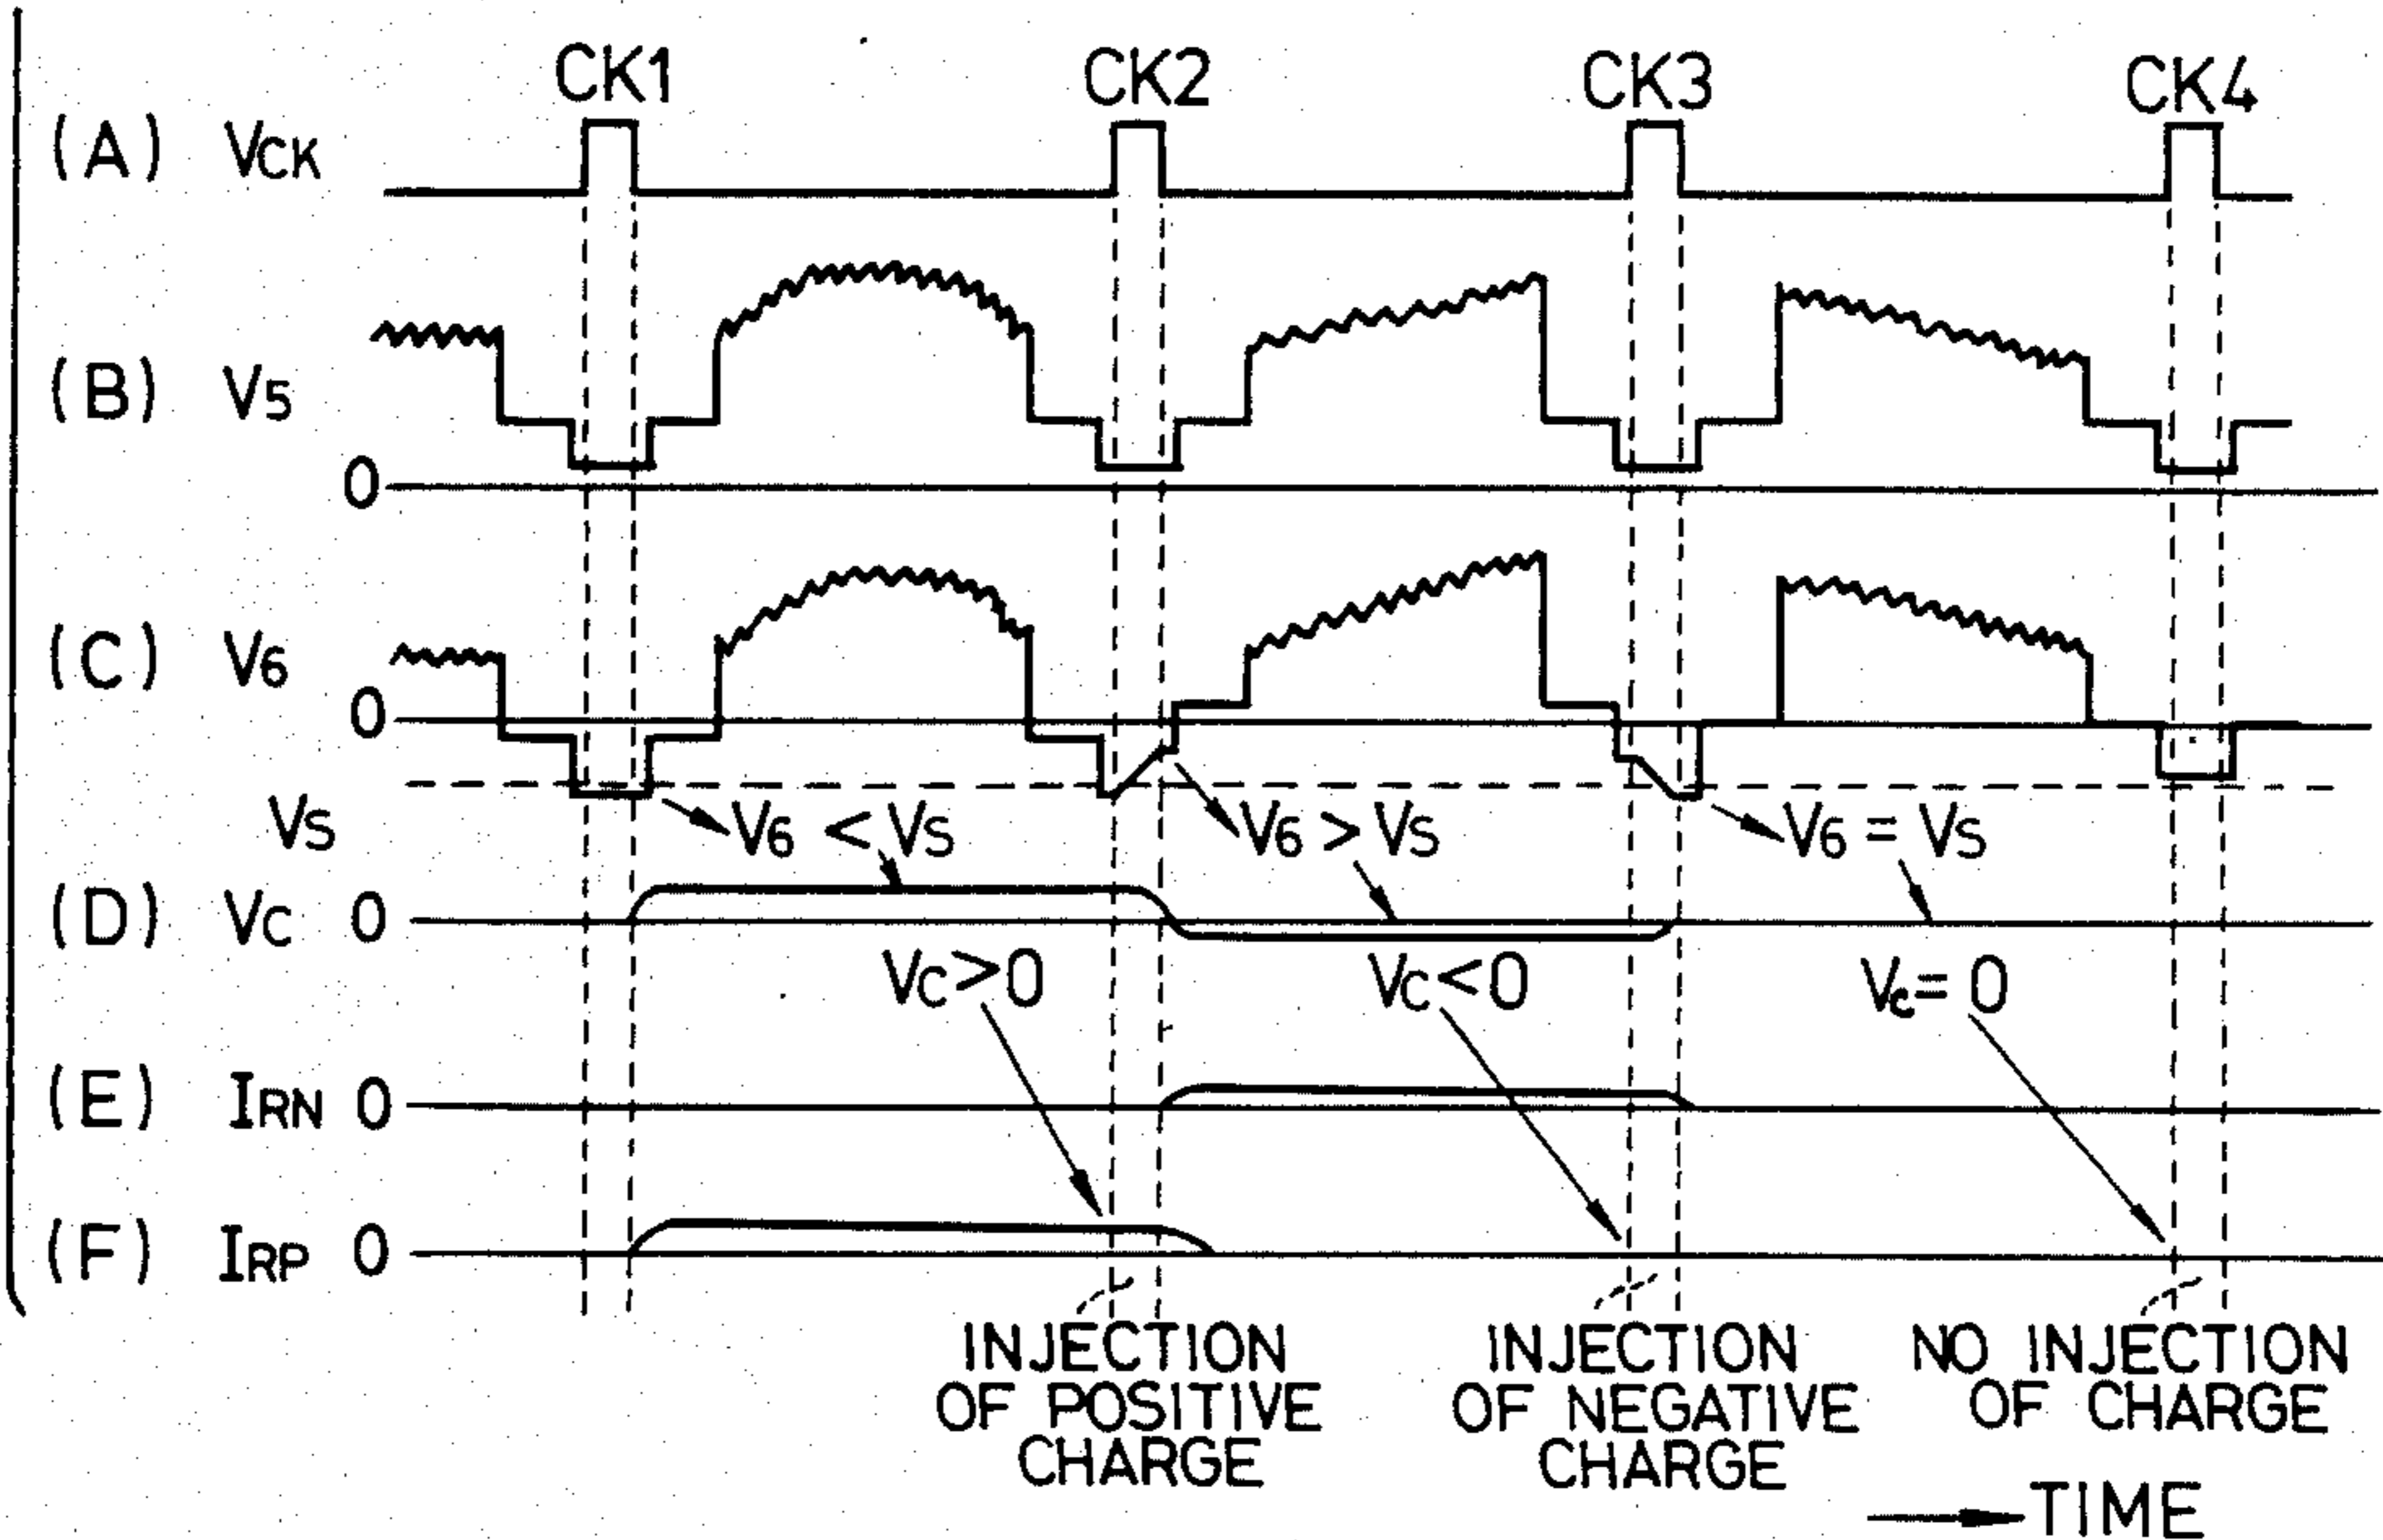 CK1 CK2 CK3 CK4
(A) VCK
(B) V5
0
(C) V6
0
VS
V6 < VS V6 > VS V6 = VS
(D) VC 0
VC>0 VC<0 VC=0
(E) IRN 0
(F) IRP 0
INJECTION OF POSITIVE CHARGE
INJECTION OF NEGATIVE CHARGE
NO INJECTION OF CHARGE
TIME